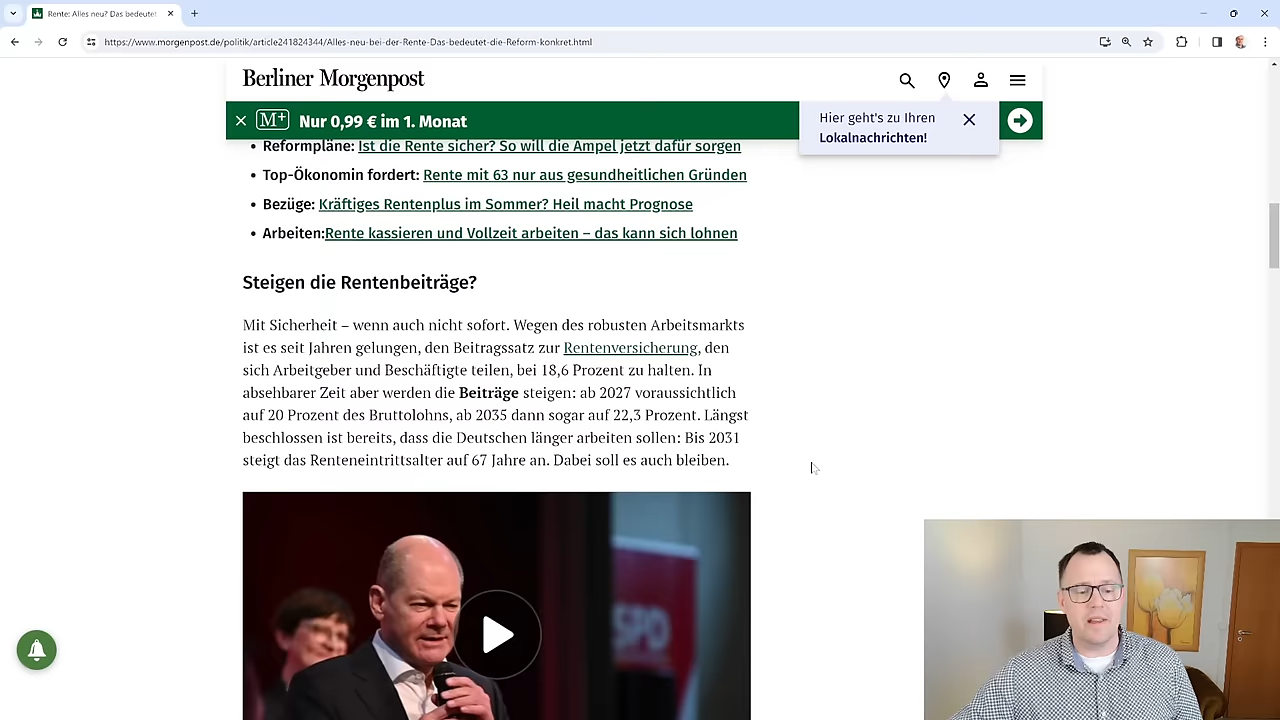 Rente: Alles neu? Das bedeutet
https://www.morgenpost.de/politik/article241824344/Alles-neu-bei-der-Rente-Das-bedeutet-die-Reform-konkret.html
Berliner Morgenpost
M+ Nur 0,99 € im 1. Monat
Hier geht's zu Ihren
Lokalnachrichten!
• Reformpläne: Ist die Rente sicher? So will die Ampel jetzt dafür sorgen
• Top-Ökonomin fordert: Rente mit 63 nur aus gesundheitlichen Gründen
• Bezüge: Kräftiges Rentenplus im Sommer? Heil macht Prognose
• Arbeiten:Rente kassieren und Vollzeit arbeiten – das kann sich lohnen
Steigen die Rentenbeiträge?
Mit Sicherheit – wenn auch nicht sofort. Wegen des robusten Arbeitsmarkts
ist es seit Jahren gelungen, den Beitragssatz zur Rentenversicherung, den
sich Arbeitgeber und Beschäftigte teilen, bei 18,6 Prozent zu halten. In
absehbarer Zeit aber werden die Beiträge steigen: ab 2027 voraussichtlich
auf 20 Prozent des Bruttolohns, ab 2035 dann sogar auf 22,3 Prozent. Längst
beschlossen ist bereits, dass die Deutschen länger arbeiten sollen: Bis 2031
steigt das Renteneintrittsalter auf 67 Jahre an. Dabei soll es auch bleiben.
SPD